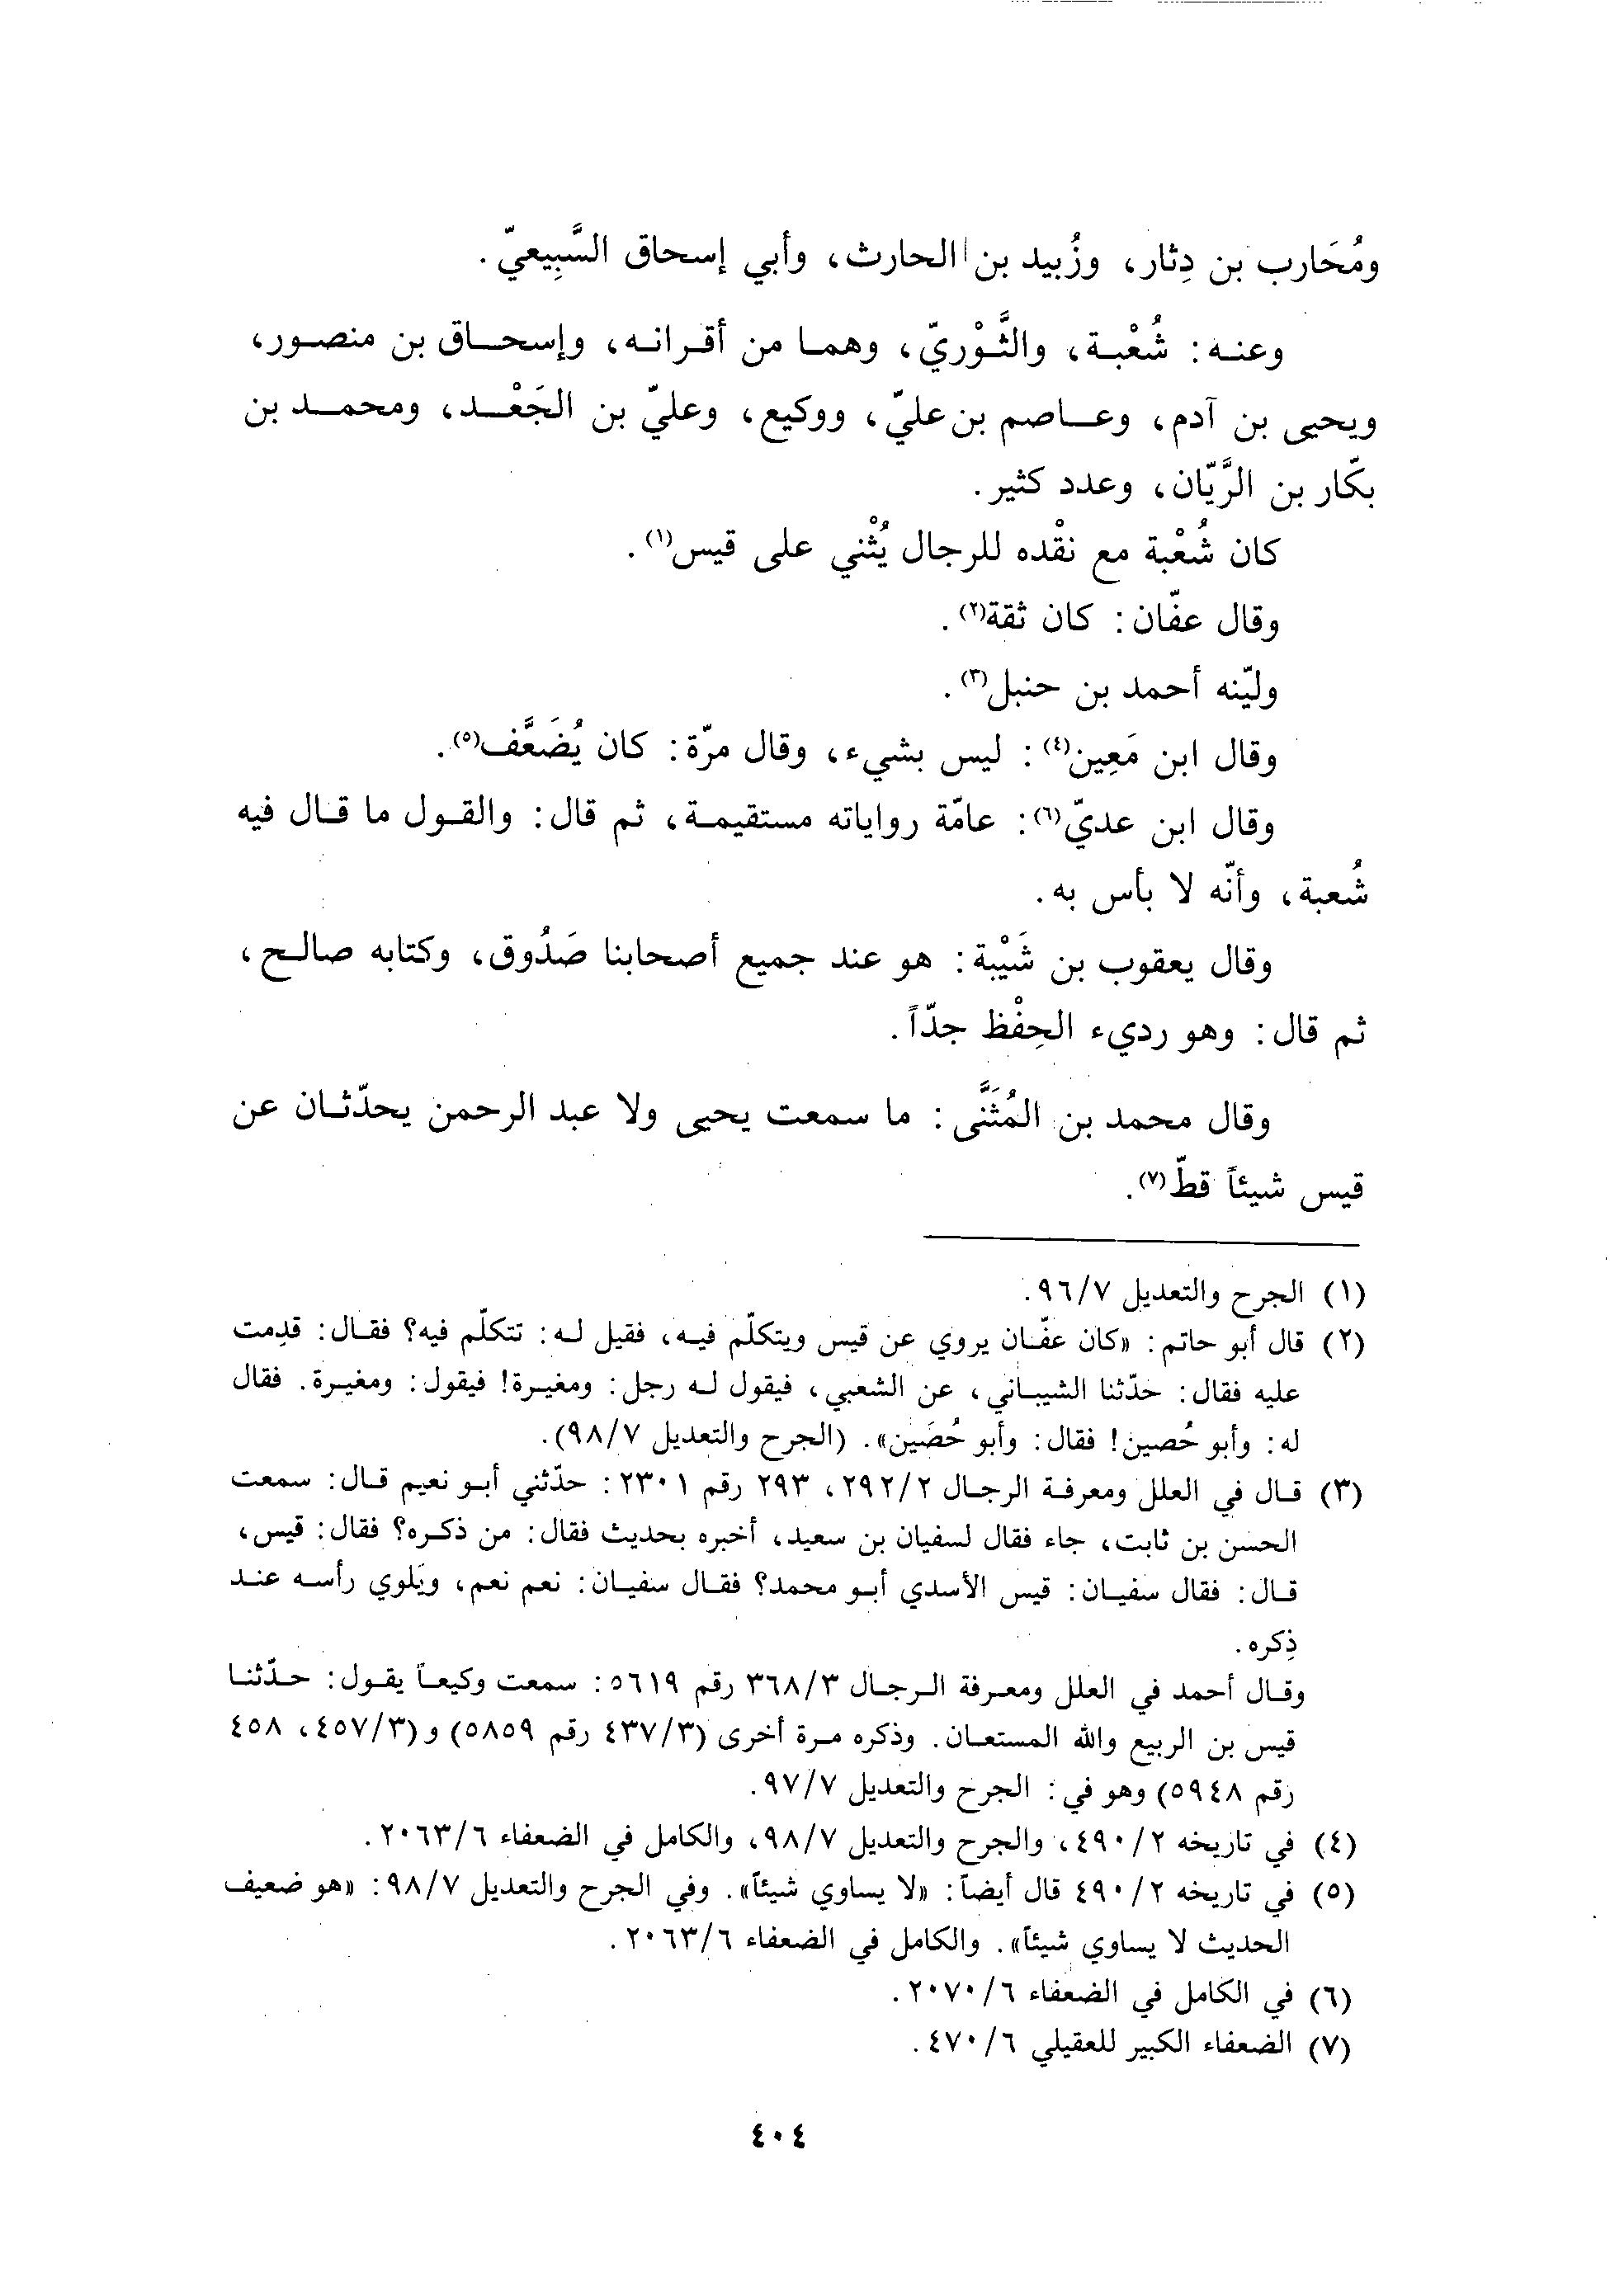 ومُحَارب بن دِثار، وزُبيد بن الحارث، وأبي إسحاق السَّبِيعيّ.
وعنه: شُعْبة، والثَّوْريّ، وهما من أقرانه، وإسحاق بن منصور،
ويحيى بن آدم، وعاصم بن عليّ، ووكيع، وعليّ بن الجَعْد، ومحمد بن
بكّار بن الرَّيّان، وعدد كثير.
كان شُعْبة مع نقْده للرجال يُثْني على قيس(١).
وقال عفّان: كان ثقة(٢).
وليّنه أحمد بن حنبل(٣).
وقال ابن مَعِين(٤): ليس بشيء، وقال مرّة: كان يُضَعَّف(٥).
وقال ابن عديّ(٦): عامّة رواياته مستقيمة، ثم قال: والقول ما قال فيه
شُعبة، وأنّه لا بأس به.
وقال يعقوب بن شَيْبة: هو عند جميع أصحابنا صَدُوق، وكتابه صالح،
ثم قال: وهو رديء الحِفْظ جدّاً.
وقال محمد بن المُثَنَّى: ما سمعت يحيى ولا عبد الرحمن يحدّثان عن
قيس شيئاً قطّ(٧).
(١) الجرح والتعديل ٩٦/٧.
(٢) قال أبو حاتم: «كان عفّان يروي عن قيس ويتكلّم فيه، فقيل له: تتكلّم فيه؟ فقال: قدِمت
عليه فقال: حدّثنا الشيباني، عن الشعبي، فيقول له رجل: ومغيرة! فيقول: ومغيرة. فقال
له: وأبو حُصين! فقال: وأبو حُصَين». (الجرح والتعديل ٩٨/٧).
(٣) قال في العلل ومعرفة الرجال ٢٩٢/٢، ٢٩٣ رقم ٢٣٠١: حدّثني أبو نعيم قال: سمعت
الحسن بن ثابت، جاء فقال لسفيان بن سعيد، أخبره بحديث فقال: من ذكره؟ فقال: قيس،
قال: فقال سفيان: قيس الأسدي أبو محمد؟ فقال سفيان: نعم نعم، ويَلوي رأسه عند
ذِكره.
وقال أحمد في العلل ومعرفة الرجال ٣٦٨/٣ رقم ٥٦١٩: سمعت وكيعاً يقول: حدّثنا
قيس بن الربيع والله المستعان. وذكره مرة أخرى (٤٣٧/٣ رقم ٥٨٥٩) و(٤٥٧/٣، ٤٥٨
رقم ٥٩٤٨) وهو في: الجرح والتعديل ٩٧/٧.
(٤) في تاريخه ٤٩٠/٢، والجرح والتعديل ٩٨/٧، والكامل في الضعفاء ٢٠٦٣/٦.
(٥) في تاريخه ٤٩٠/٢ قال أيضاً: «لا يساوي شيئاً». وفي الجرح والتعديل ٩٨/٧: «هو ضعيف
الحديث لا يساوي شيئاً». والكامل في الضعفاء ٢٠٦٣/٦.
(٦) في الكامل في الضعفاء ٢٠٧٠/٦.
(٧) الضعفاء الكبير للعقيلي ٤٧٠/٦.
٤٠٤